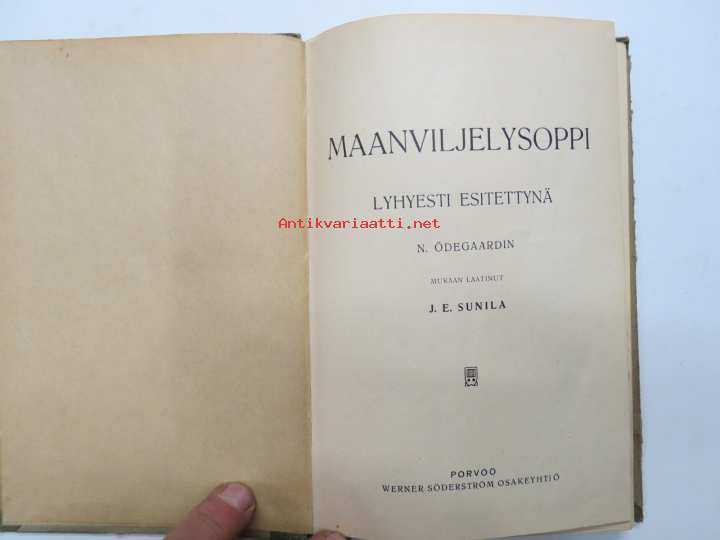 MAANVILJELYSOPPI
LYHYESTI ESITETTYNÄ
Antikvariaatti.net
N. ÖDEGAARDIN
MUKAAN LAATINUT
J. E. SUNILA
PORVOO
WERNER SÖDERSTRÖM OSAKEYHTIÖ